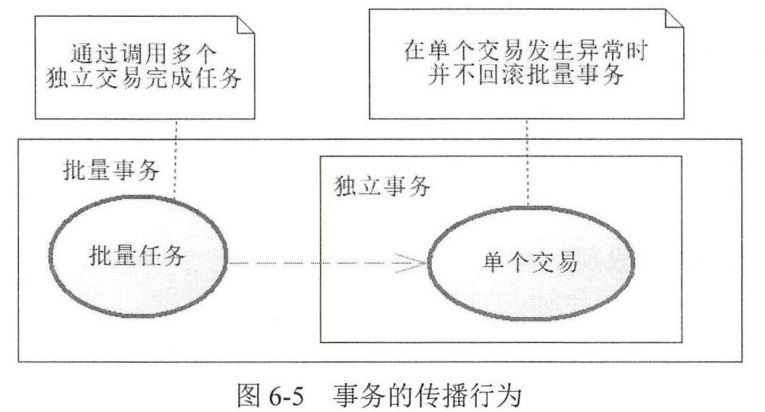 通过调用多个
独立交易完成任务
在单个交易发生异常时
并不回滚批量事务
批量事务
独立事务
批量任务
单个交易
图 6-5 事务的传播行为